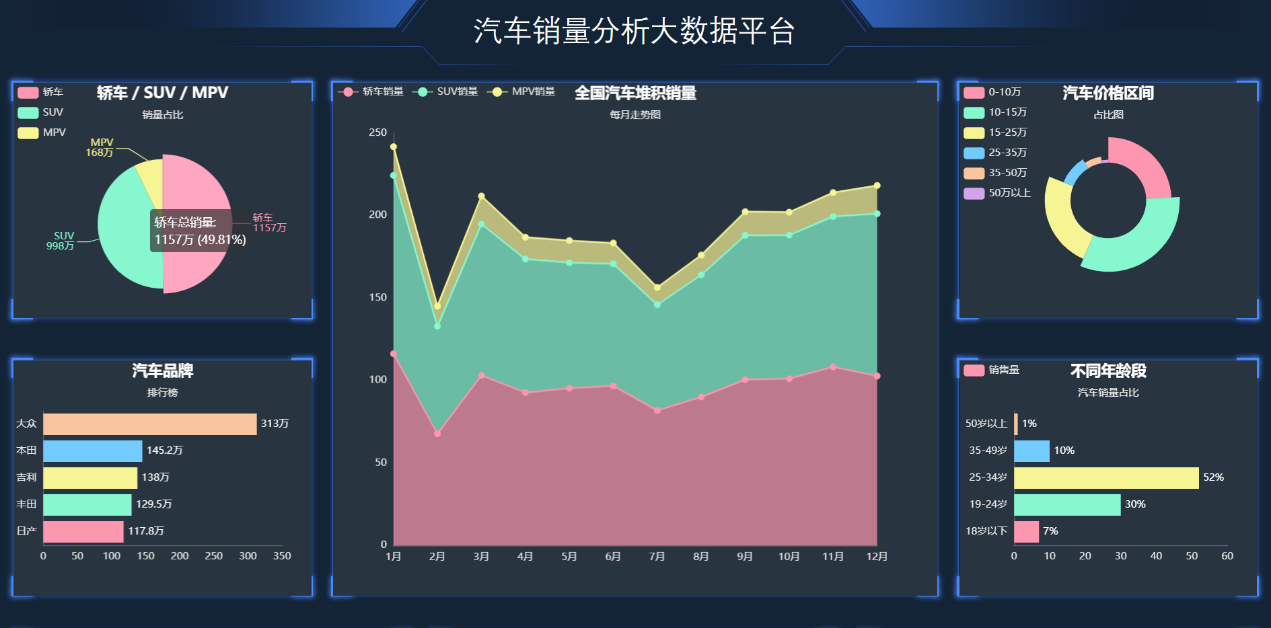 汽车销量分析大数据平台
轿车 / SUV / MPV
销量占比
轿车
SUV
MPV
MPV
168万
轿车
1157万
SUV
998万
轿车总销量:
1157万 (49.81%)
全国汽车堆积销量
每月走势图
轿车销量 SUV销量 MPV销量
250
200
150
100
50
0
1月 2月 3月 4月 5月 6月 7月 8月 9月 10月 11月 12月
汽车价格区间
占比图
0-10万
10-15万
15-25万
25-35万
35-50万
50万以上
汽车品牌
排行榜
大众 313万
本田 145.2万
吉利 138万
丰田 129.5万
日产 117.8万
0 50 100 150 200 250 300 350
不同年龄段
汽车销量占比
销售量
50岁以上 1%
35-49岁 10%
25-34岁 52%
19-24岁 30%
18岁以下 7%
0 10 20 30 40 50 60